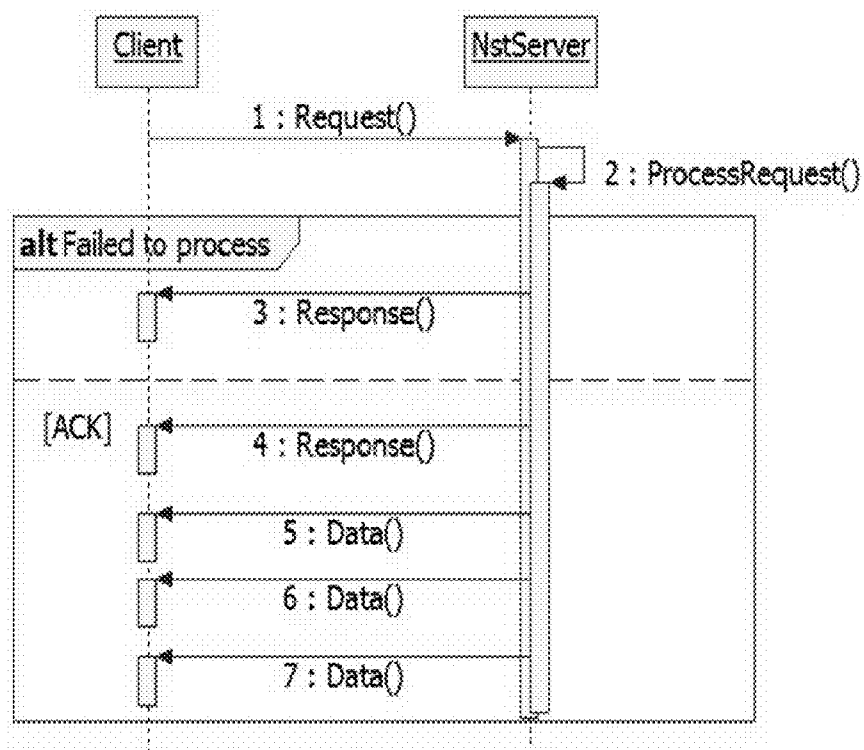 Client
NstServer
1 : Request()
2 : ProcessRequest()
alt Failed to process
3 : Response()
[ACK]
4 : Response()
5 : Data()
6 : Data()
7 : Data()